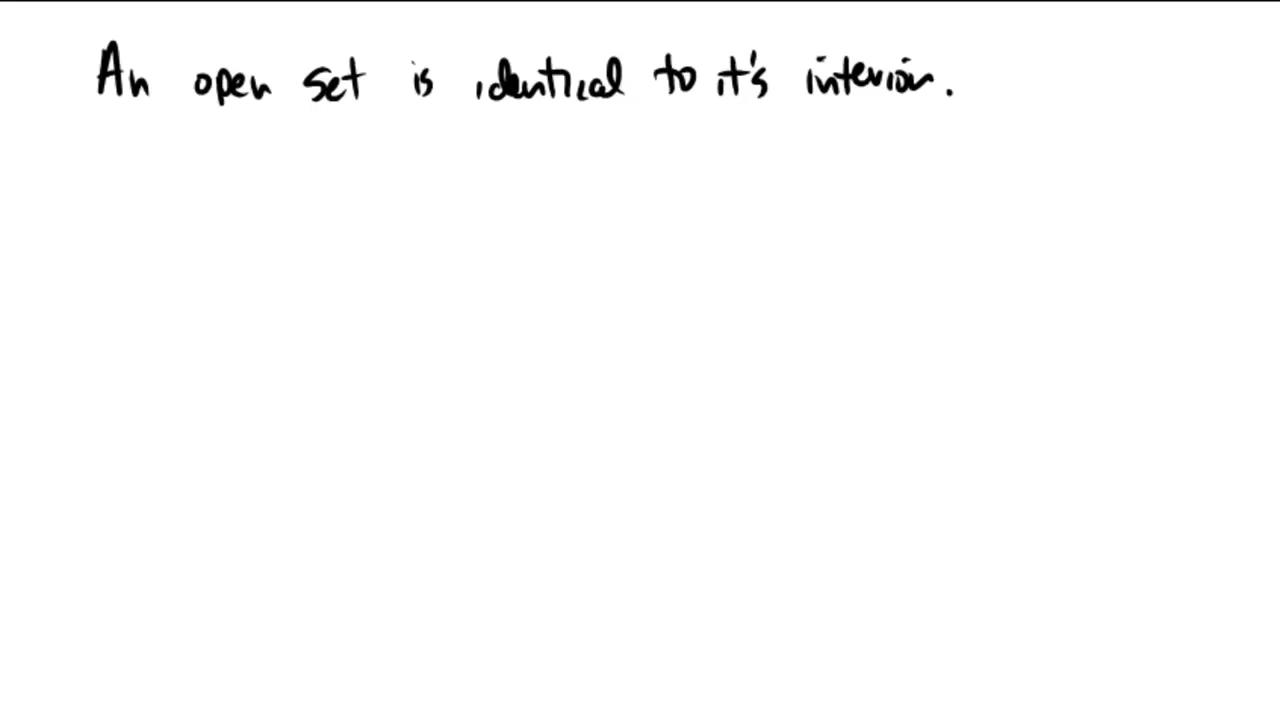 An open set is identical to it's interior.